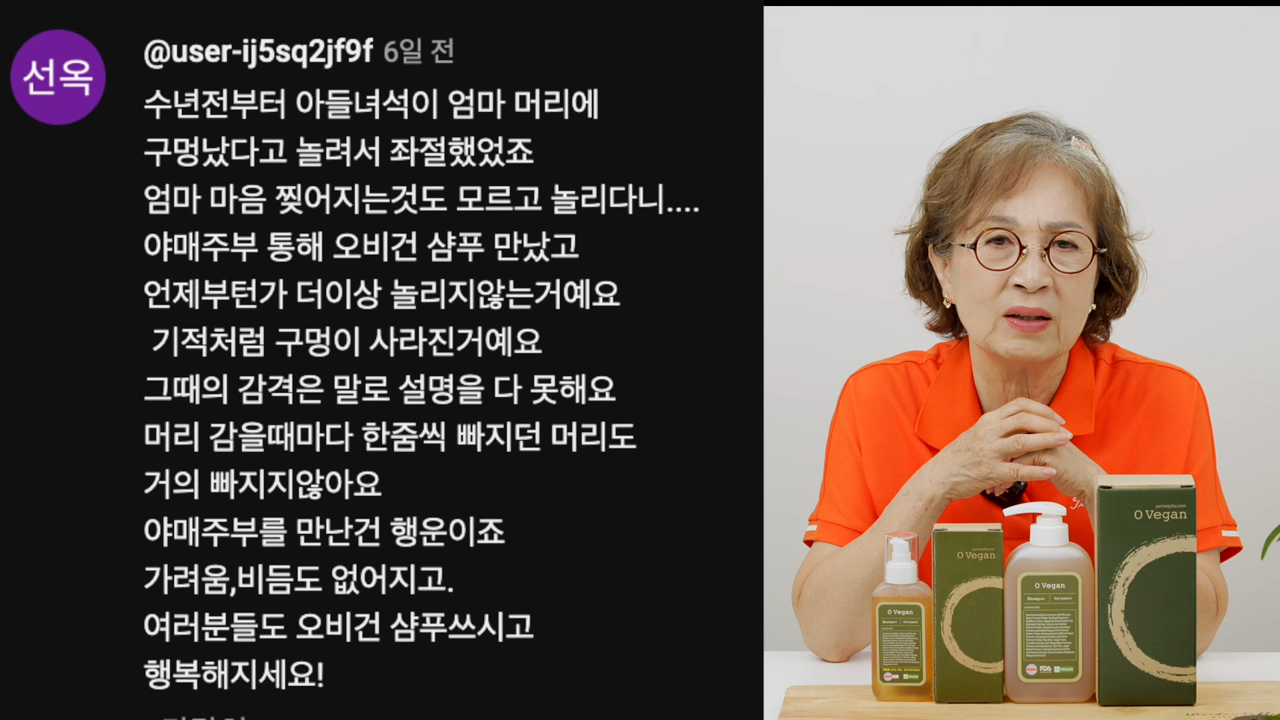 선옥
@user-ij5sq2jf9f 6일 전
수년전부터 아들녀석이 엄마 머리에
구멍났다고 놀려서 좌절했었죠
엄마 마음 찢어지는것도 모르고 놀리다니....
야매주부 통해 오비건 샴푸 만났고
언제부턴가 더이상 놀리지않는거예요
기적처럼 구멍이 사라진거예요
그때의 감격은 말로 설명을 다 못해요
머리 감을때마다 한줌씩 빠지던 머리도
거의 빠지지않아요
야매주부를 만난건 행운이죠
가려움,비듬도 없어지고.
여러분들도 오비건 샴푸쓰시고
행복해지세요!
O Vegan
Shampoo
O Vegan
O Vegan
Shampoo
O Vegan